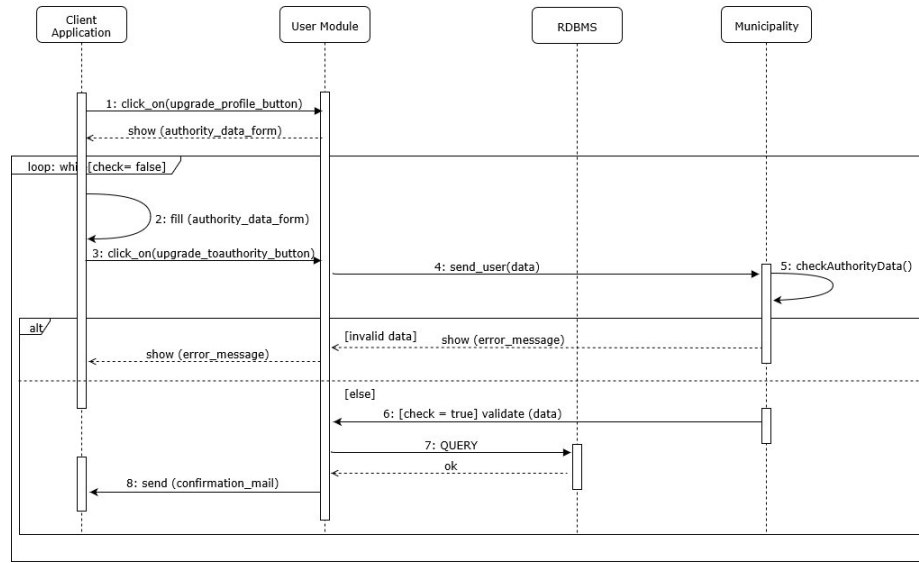 Client
Application
User Module
RDBMS
Municipality
1: click_on(upgrade_profile_button)
show (authority_data_form)
loop: whil [check= false]
2: fill (authority_data_form)
3: click_on(upgrade_toauthority_button)
4: send_user(data)
5: checkAuthorityData()
alt
[invalid data]
show (error_message)
show (error_message)
[else]
6: [check = true] validate (data)
7: QUERY
ok
8: send (confirmation_mail)